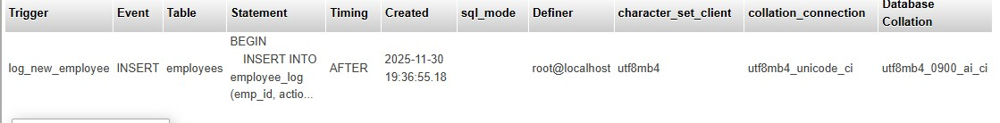 Trigger Event Table Statement Timing Created sql_mode Definer character_set_client collation_connection Database Collation
log_new_employee INSERT employees BEGIN
INSERT INTO
employee_log
(emp_id, actio... AFTER 2025-11-30
19:36:55.18 root@localhost utf8mb4 utf8mb4_unicode_ci utf8mb4_0900_ai_ci